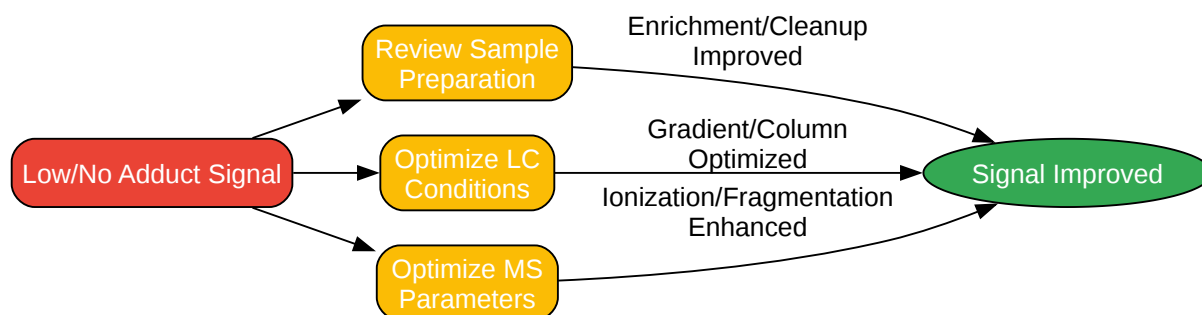 Low/No Adduct Signal
Review Sample
Preparation
Enrichment/Cleanup
Improved
Optimize LC
Conditions
Gradient/Column
Optimized
Optimize MS
Parameters
Ionization/Fragmentation
Enhanced
Signal Improved